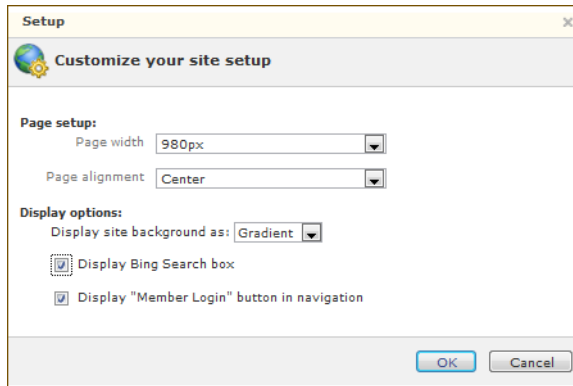 Setup
Customize your site setup
Page setup:
Page width 980px
Page alignment Center
Display options:
Display site background as: Gradient
Display Bing Search box
Display "Member Login" button in navigation
OK Cancel